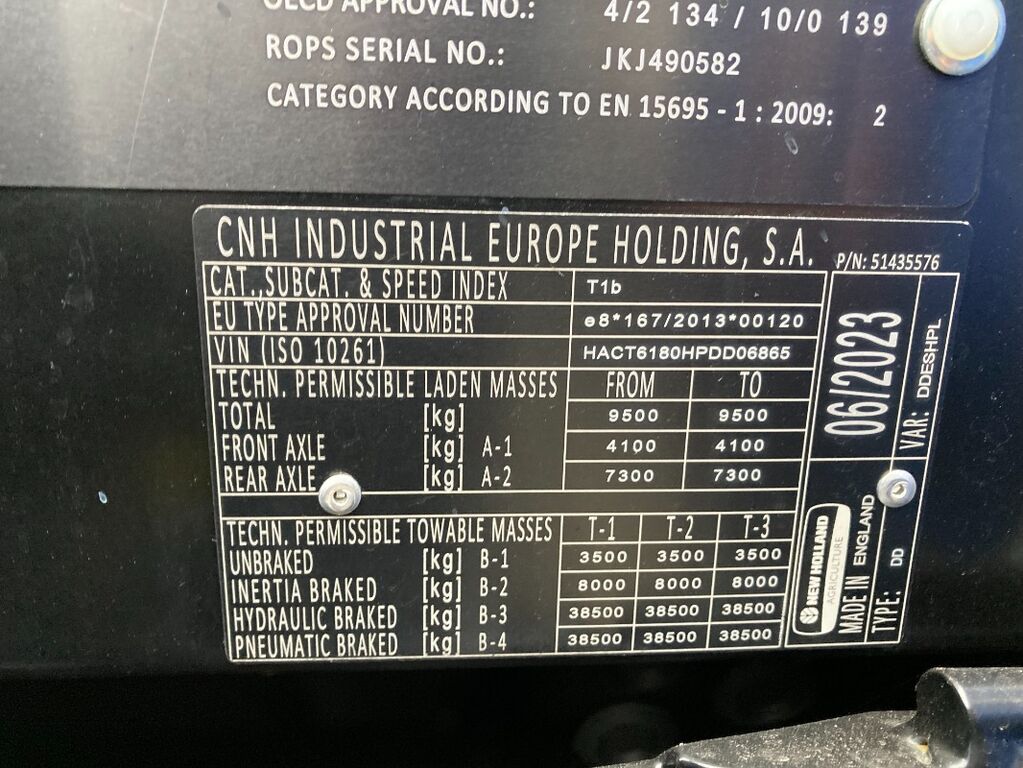 OECD APPROVAL NO.: 4/2 134 / 10/0 139
ROPS SERIAL NO.: JKJ490582
CATEGORY ACCORDING TO EN 15695 - 1 : 2009: 2
CNH INDUSTRIAL EUROPE HOLDING, S.A. P/N: 51435576
CAT.,SUBCAT. & SPEED INDEX T1b
EU TYPE APPROVAL NUMBER e8*167/2013*00120
VIN (ISO 10261) HACT6180HPDD06865
TECHN. PERMISSIBLE LADEN MASSES FROM TO
TOTAL [kg] 9500 9500
FRONT AXLE [kg] A-1 4100 4100
REAR AXLE [kg] A-2 7300 7300
TECHN. PERMISSIBLE TOWABLE MASSES T-1 T-2 T-3
UNBRAKED [kg] B-1 3500 3500 3500
INERTIA BRAKED [kg] B-2 8000 8000 8000
HYDRAULIC BRAKED [kg] B-3 38500 38500 38500
PNEUMATIC BRAKED [kg] B-4 38500 38500 38500
06/2023
VAR: DDESHPL
NEW HOLLAND
AGRICULTURE
MADE IN ENGLAND
TYPE: DD